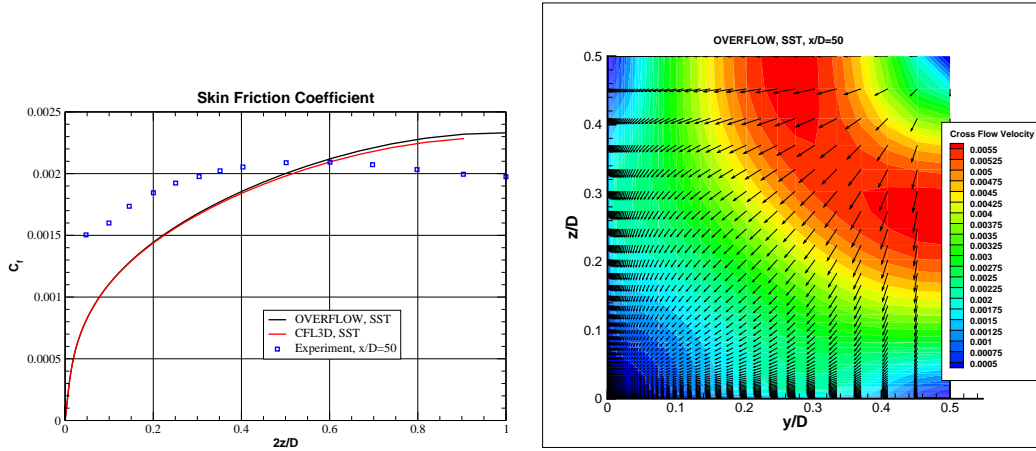 Skin Friction Coefficient
0.0025
0.002
0.0015
0.001
0.0005
0
C_f
OVERFLOW, SST
CFL3D, SST
Experiment, x/D=50
0 0.2 0.4 0.6 0.8 1
2z/D
OVERFLOW, SST, x/D=50
0.5
0.4
0.3
0.2
0.1
0
z/D
0 0.1 0.2 0.3 0.4 0.5
y/D
Cross Flow Velocity
0.0055
0.00525
0.005
0.00475
0.0045
0.00425
0.004
0.00375
0.0035
0.00325
0.003
0.00275
0.0025
0.00225
0.002
0.00175
0.0015
0.00125
0.001
0.00075
0.0005